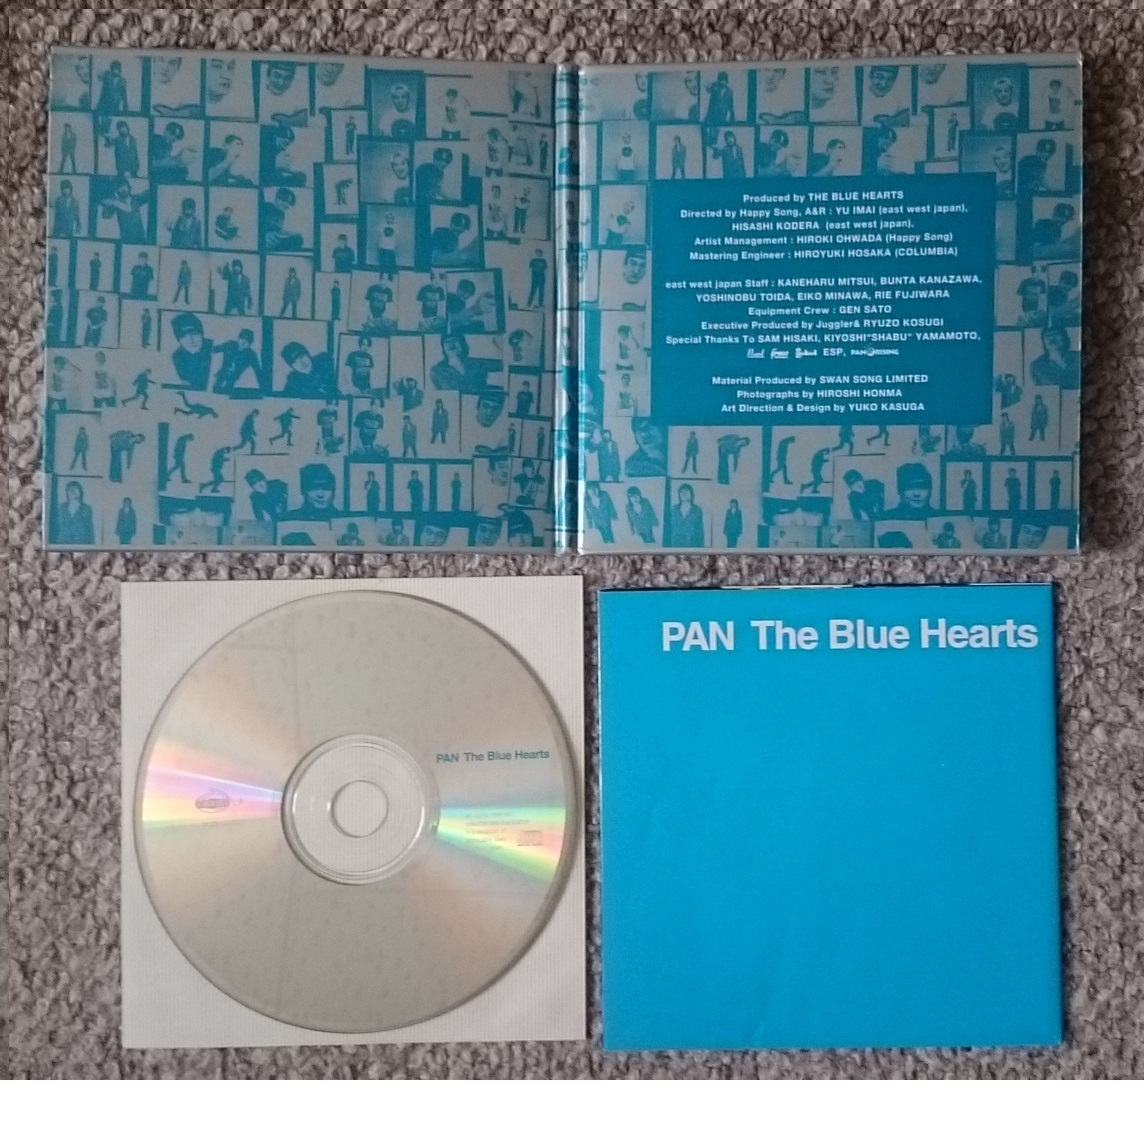 Produced by THE BLUE HEARTS
Directed by Happy Song, A&R : YU IMAI (east west japan),
HISASHI KODERA (east west japan),
Artist Management : HIROKI OHWADA (Happy Song)
Mastering Engineer : HIROYUKI HOSAKA (COLUMBIA)
east west japan Staff : KANEHARU MITSUI, BUNTA KANAZAWA,
YOSHINOBU TOIDA, EIKO MINAWA, RIE FUJIWARA
Equipment Crew : GEN SATO
Executive Produced by Juggler& RYUZO KOSUGI
Special Thanks To SAM HISAKI, KIYOSHI"SHABU" YAMAMOTO,
ESP,
Material Produced by SWAN SONG LIMITED
Photographs by HIROSHI HONMA
Art Direction & Design by YUKO KASUGA
PAN The Blue Hearts
PAN The Blue Hearts